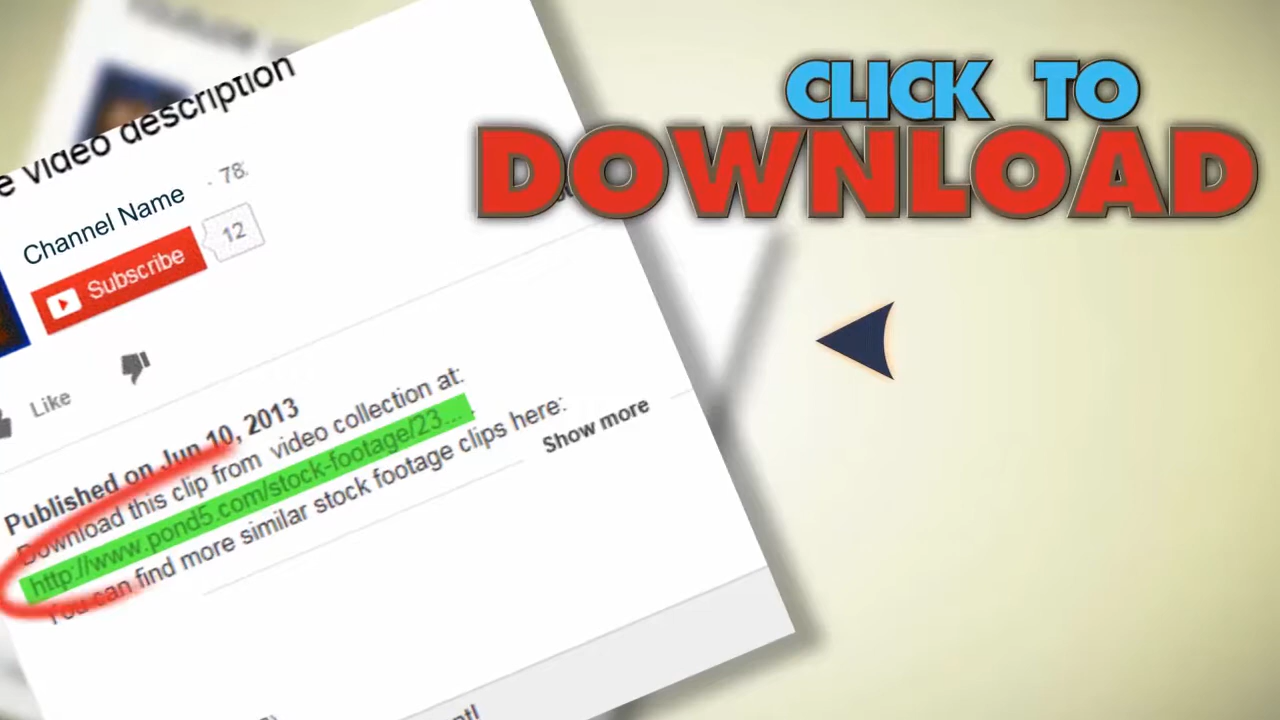 CLICK TO
DOWNLOAD
e video description
Channel Name
78
Subscribe
12
Like
Published on Jun 10, 2013
Download this clip from video collection at:
http://www.pond5.com/stock-footage/23...
You can find more similar stock footage clips here:
Show more